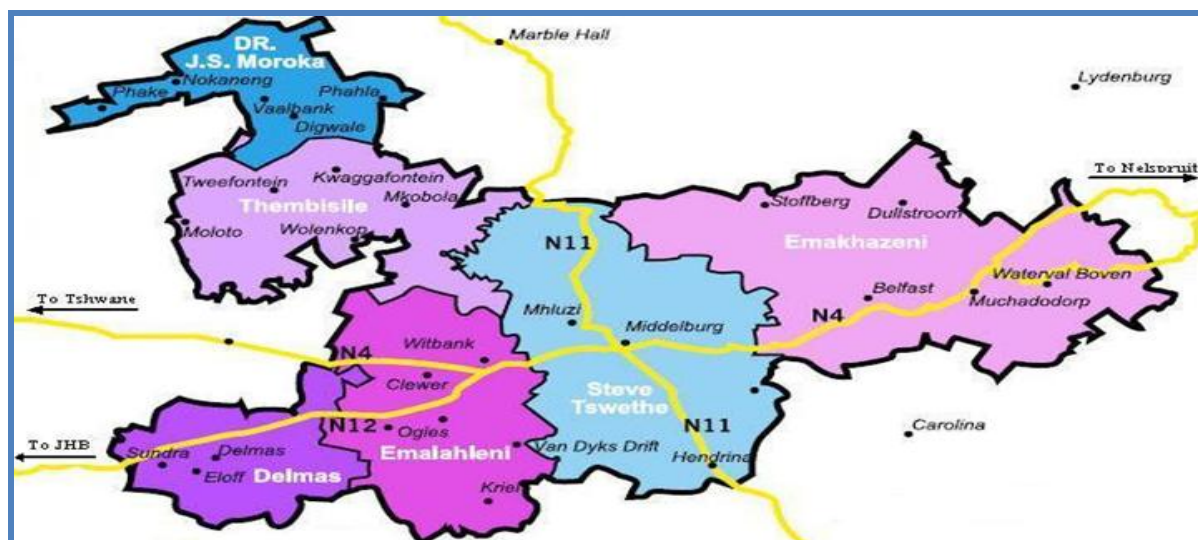 DR.
J.S. Moroka
Nokaneng
Phake
Vaalbank
Phahla
Digwale
Marble Hall
Lydenburg
To Nelspruit
Tweefontein
Kwaggafontein
Mkobola
Thembisile
Moloto
Wolenkop
Stoffberg
Dullstroom
Emakhazeni
N11
Waterval Boven
Belfast
Muchadodorp
To Tshwane
Mhluzi
Middelburg
N4
N4
Witbank
Clewer
Steve
Tswethe
N12
Ogies
N11
Carolina
To JHB
Sundra
Delmas
Eloff
Delmas
Emalahleni
Van Dyks Drift
Hendrina
Kriel